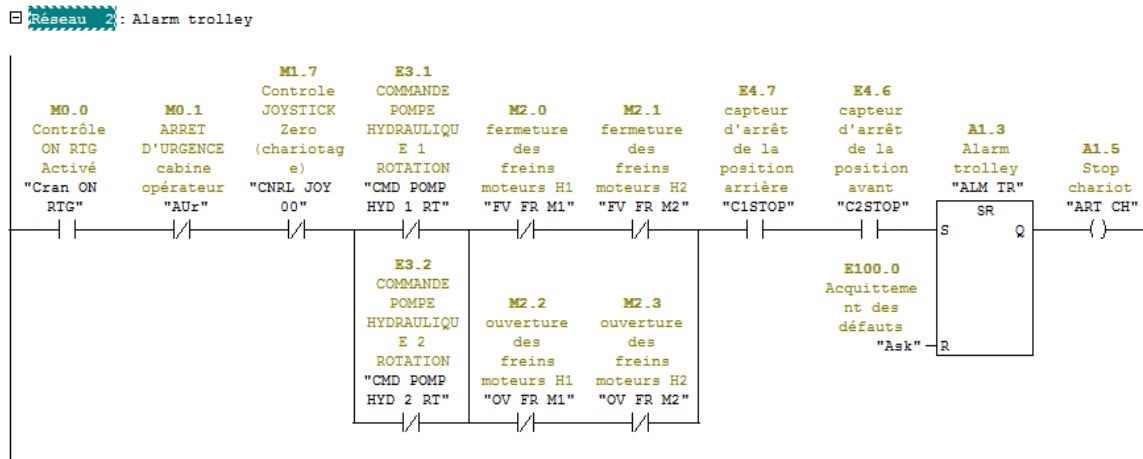 Réseau 2: Alarm trolley
M0.0
Contrôle
ON RTG
Activé
"Cran ON
RTG"
M0.1
ARRET
D'URGENCE
cabine
opérateur
"AUr"
M1.7
Controle
JOYSTICK
Zero
(chariotag
e)
"CNRL JOY
00"
E3.1
COMMANDE
POMPE
HYDRAULIQU
E 1
ROTATION
"CMD POMP
HYD 1 RT"
M2.0
fermeture
des
freins
moteurs H1
"FV FR M1"
M2.1
fermeture
des
freins
moteurs H2
"FV FR M2"
E4.7
capteur
d'arrêt
de la
position
arrière
"C1STOP"
E4.6
capteur
d'arrêt
de la
position
avant
"C2STOP"
A1.3
Alarm
trolley
"ALM TR"
SR
S
Q
R
A1.5
Stop
chariot
"ART CH"
E3.2
COMMANDE
POMPE
HYDRAULIQU
E 2
ROTATION
"CMD POMP
HYD 2 RT"
M2.2
ouverture
des
freins
moteurs H1
"OV FR M1"
M2.3
ouverture
des
freins
moteurs H2
"OV FR M2"
E100.0
Acquitteme
nt des
défauts
"Ask"